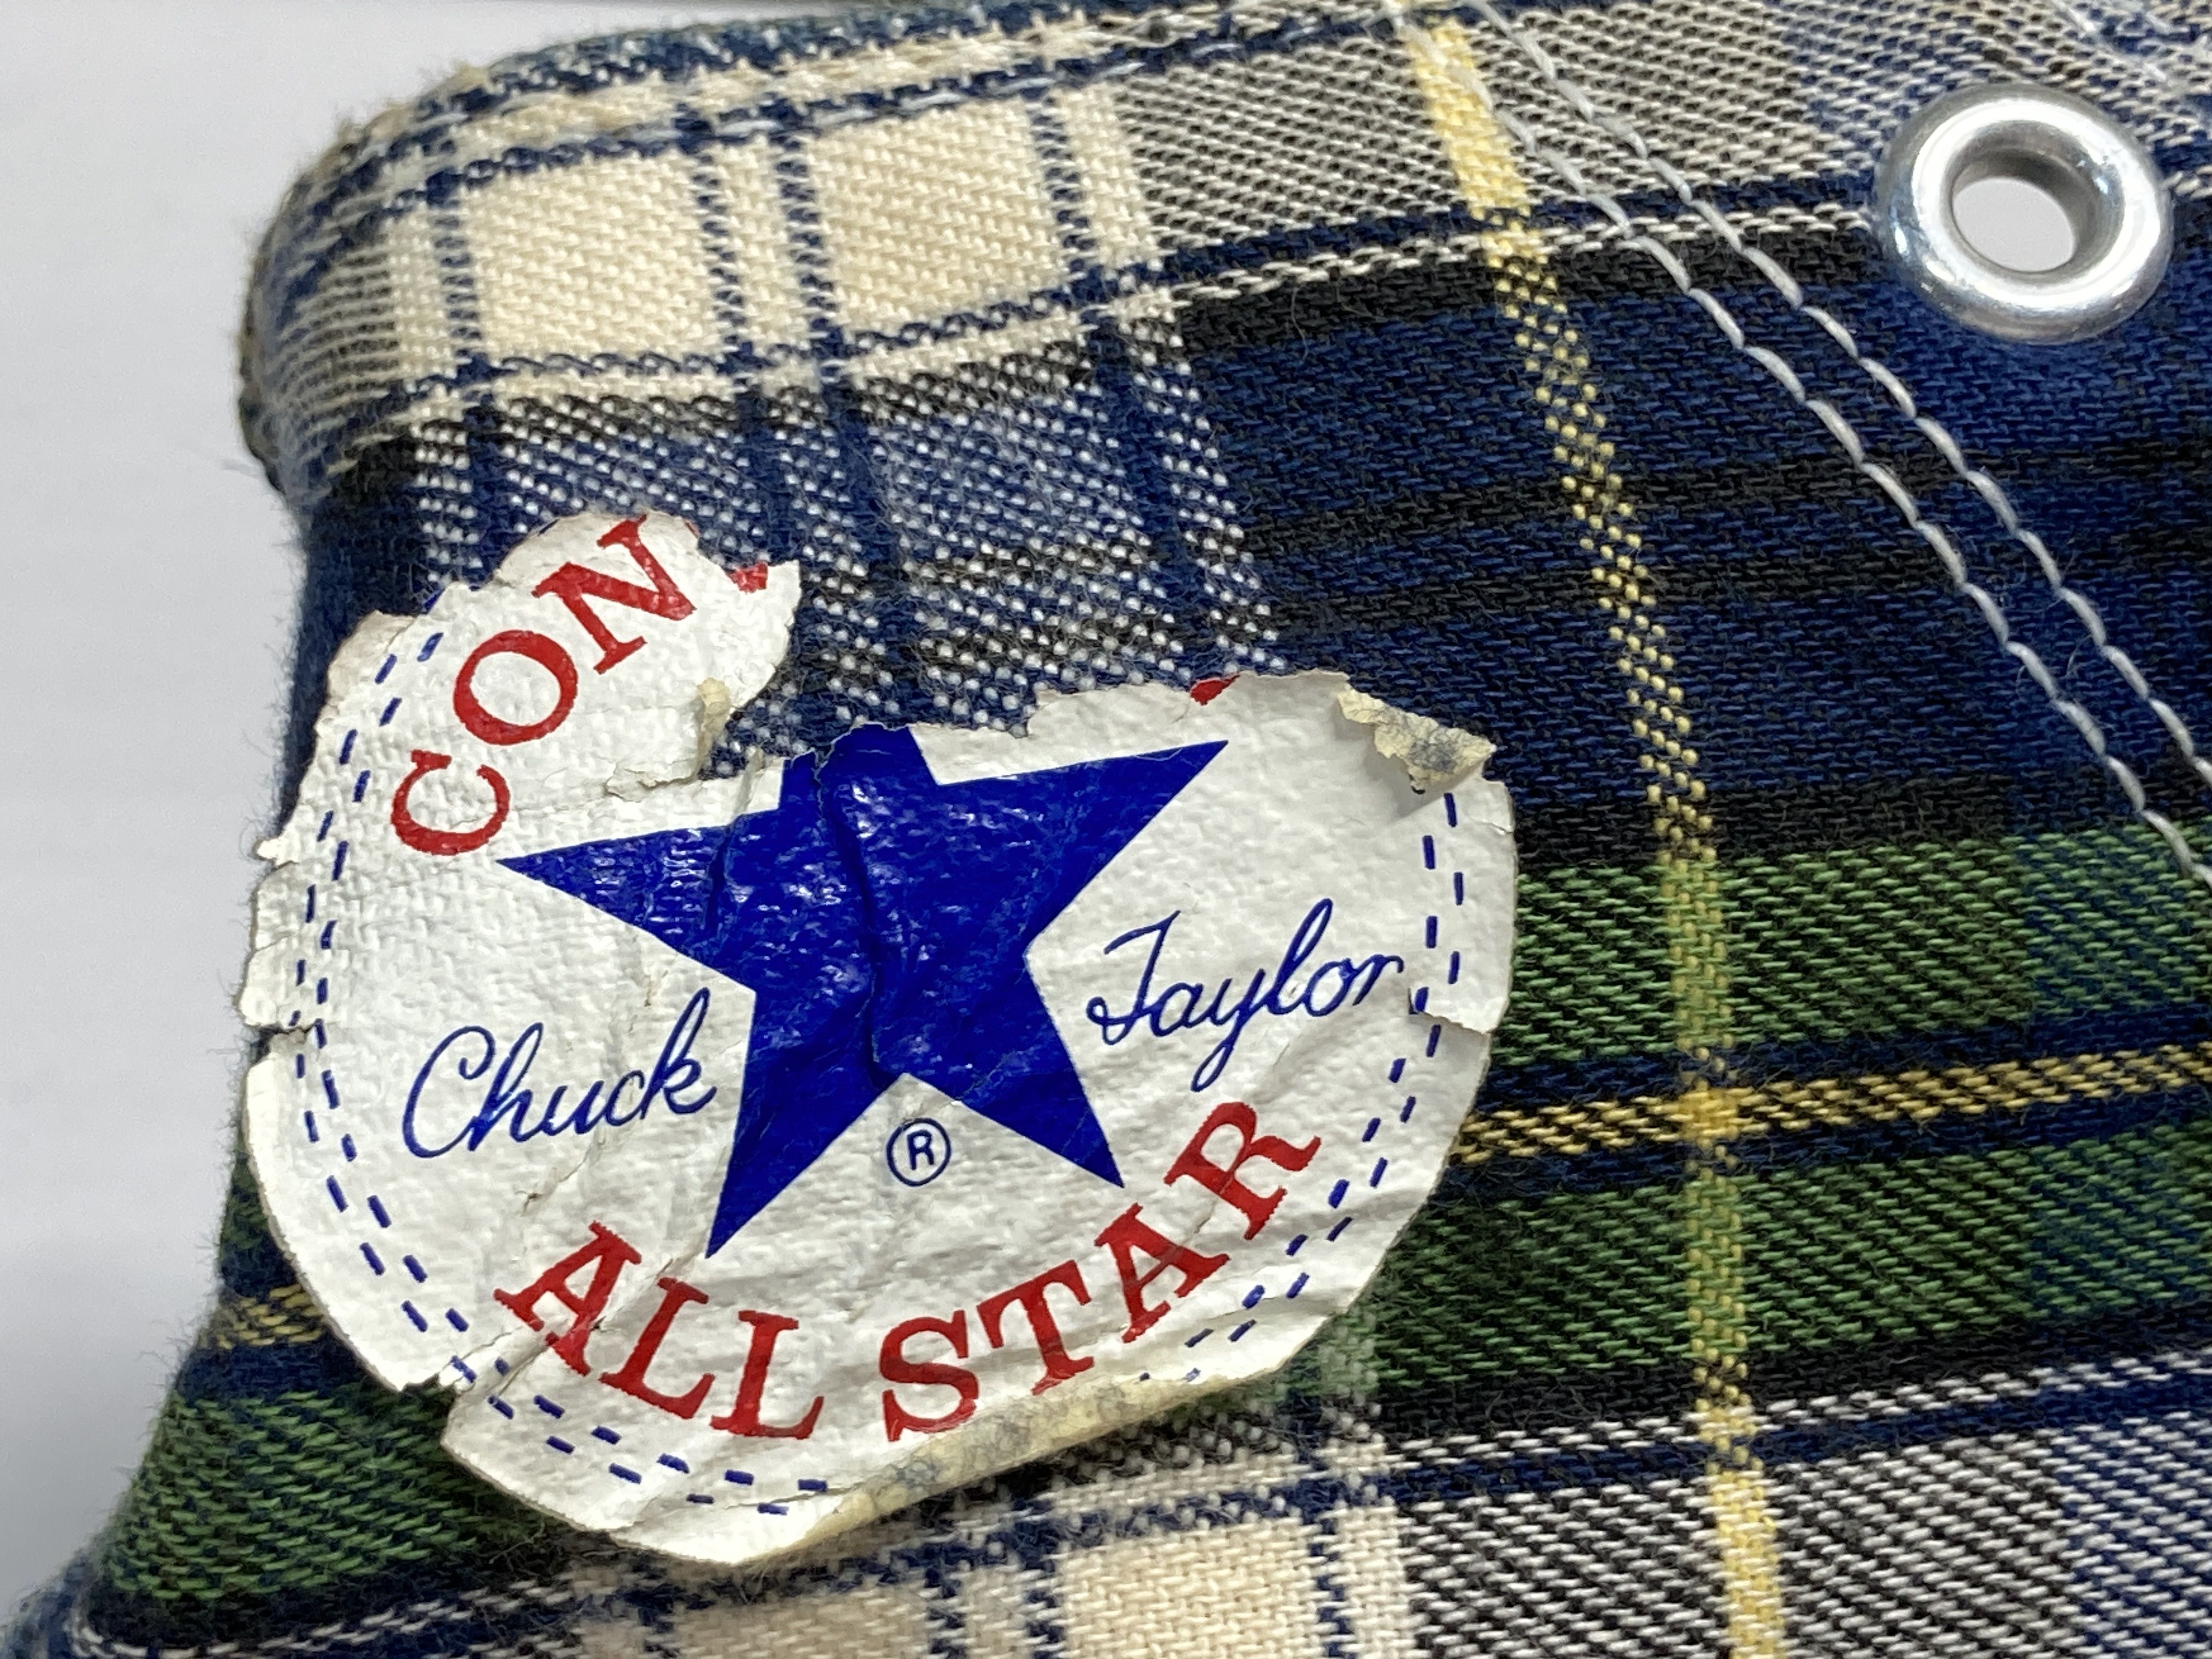 CON
Chuck Taylor
®
ALL STAR